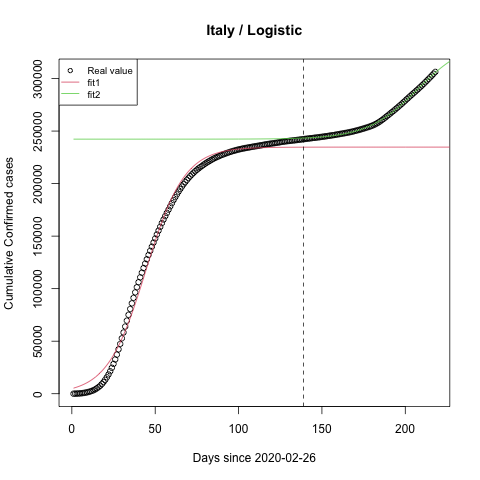 Italy / Logistic
Real value
fit1
fit2
Cumulative Confirmed cases
0
50000
100000
150000
200000
250000
300000
0
50
100
150
200
Days since 2020-02-26